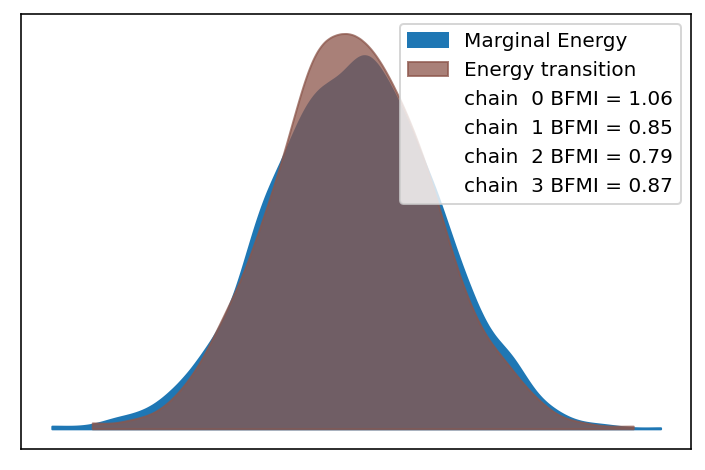 Marginal Energy
Energy transition
chain  0 BFMI = 1.06
chain  1 BFMI = 0.85
chain  2 BFMI = 0.79
chain  3 BFMI = 0.87